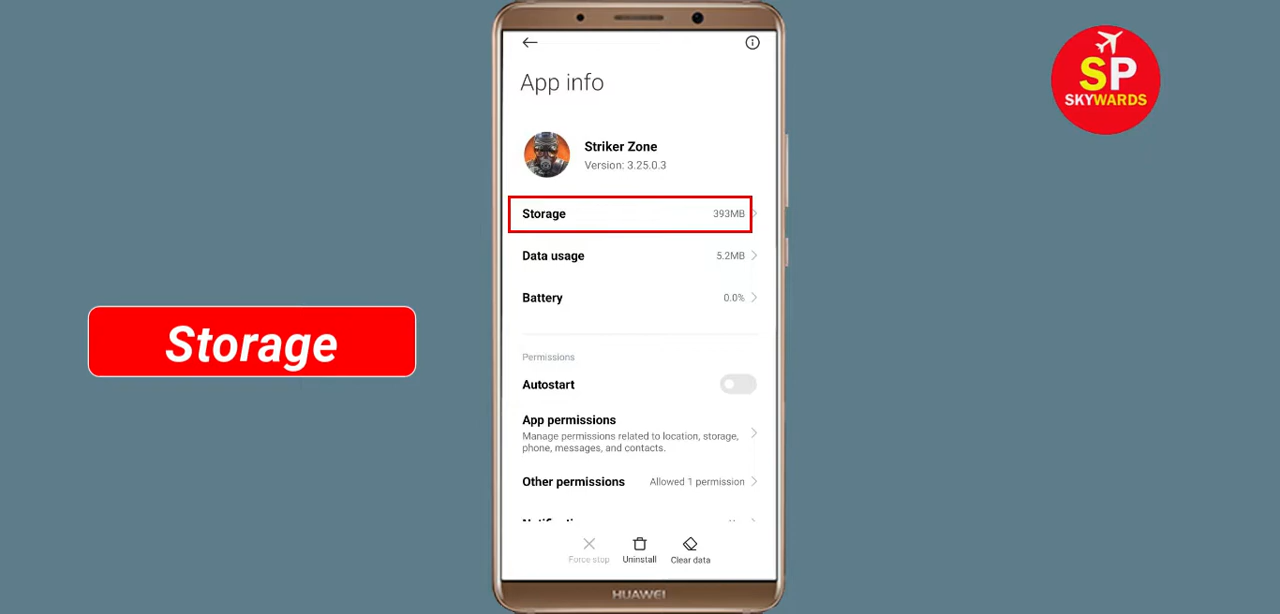 SP
SKYWARDS
App info
Striker Zone
Version: 3.25.0.3
Storage 393MB
Data usage 5.2MB
Battery 0.0%
Storage
Permissions
Autostart
App permissions
Manage permissions related to location, storage,
phone, messages, and contacts.
Other permissions Allowed 1 permission
Force stop Uninstall Clear data
HUAWEI